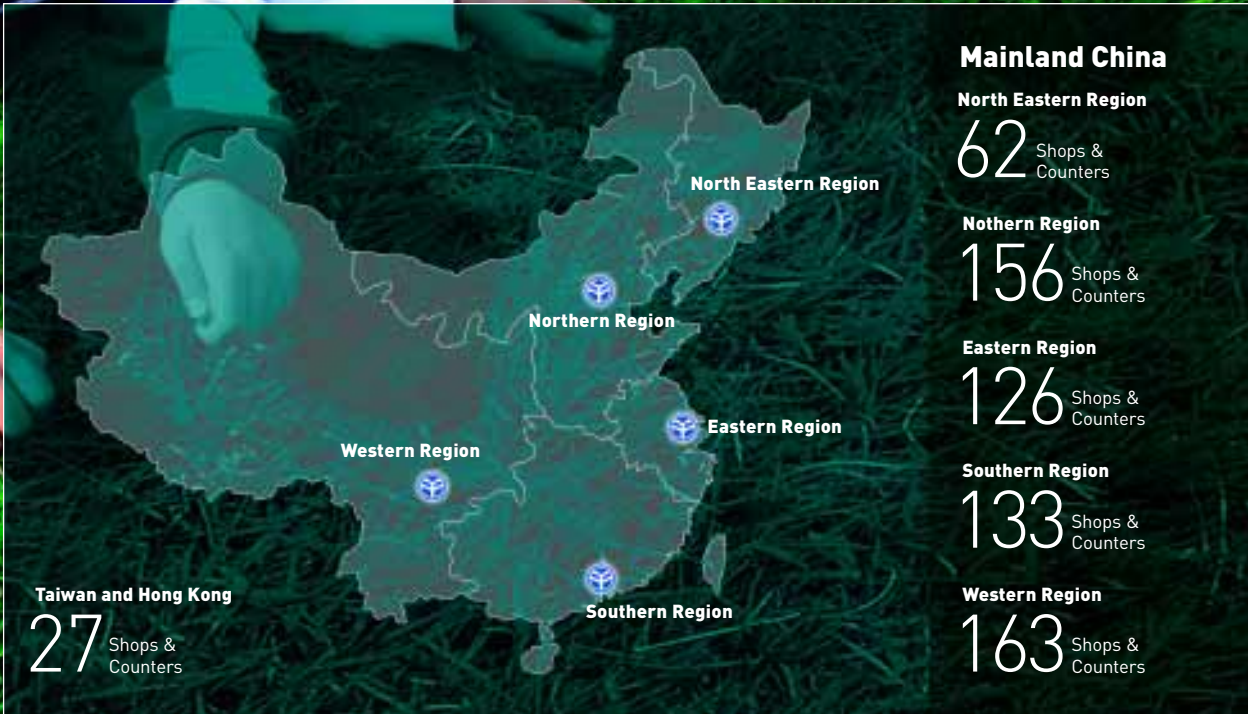 Mainland China
North Eastern Region
62 Shops &
Counters
Nothern Region
156 Shops &
Counters
Eastern Region
126 Shops &
Counters
Southern Region
133 Shops &
Counters
Western Region
163 Shops &
Counters
North Eastern Region
Northern Region
Eastern Region
Western Region
Southern Region
Taiwan and Hong Kong
27 Shops &
Counters